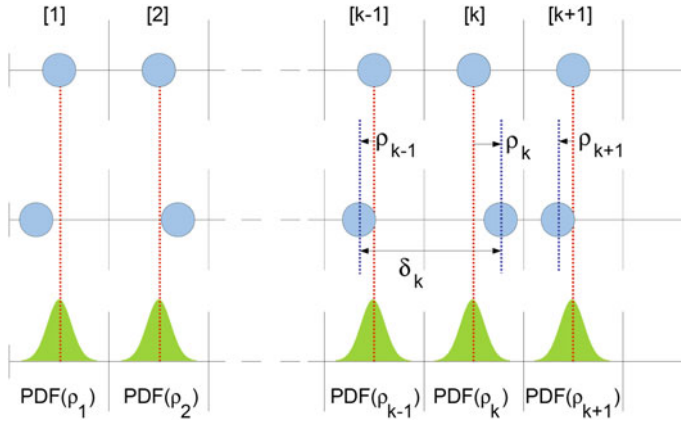 [1] [2] [k-1] [k] [k+1]
ρk-1 ρk ρk+1
δk
PDF(ρ1) PDF(ρ2) PDF(ρk-1) PDF(ρk) PDF(ρk+1)